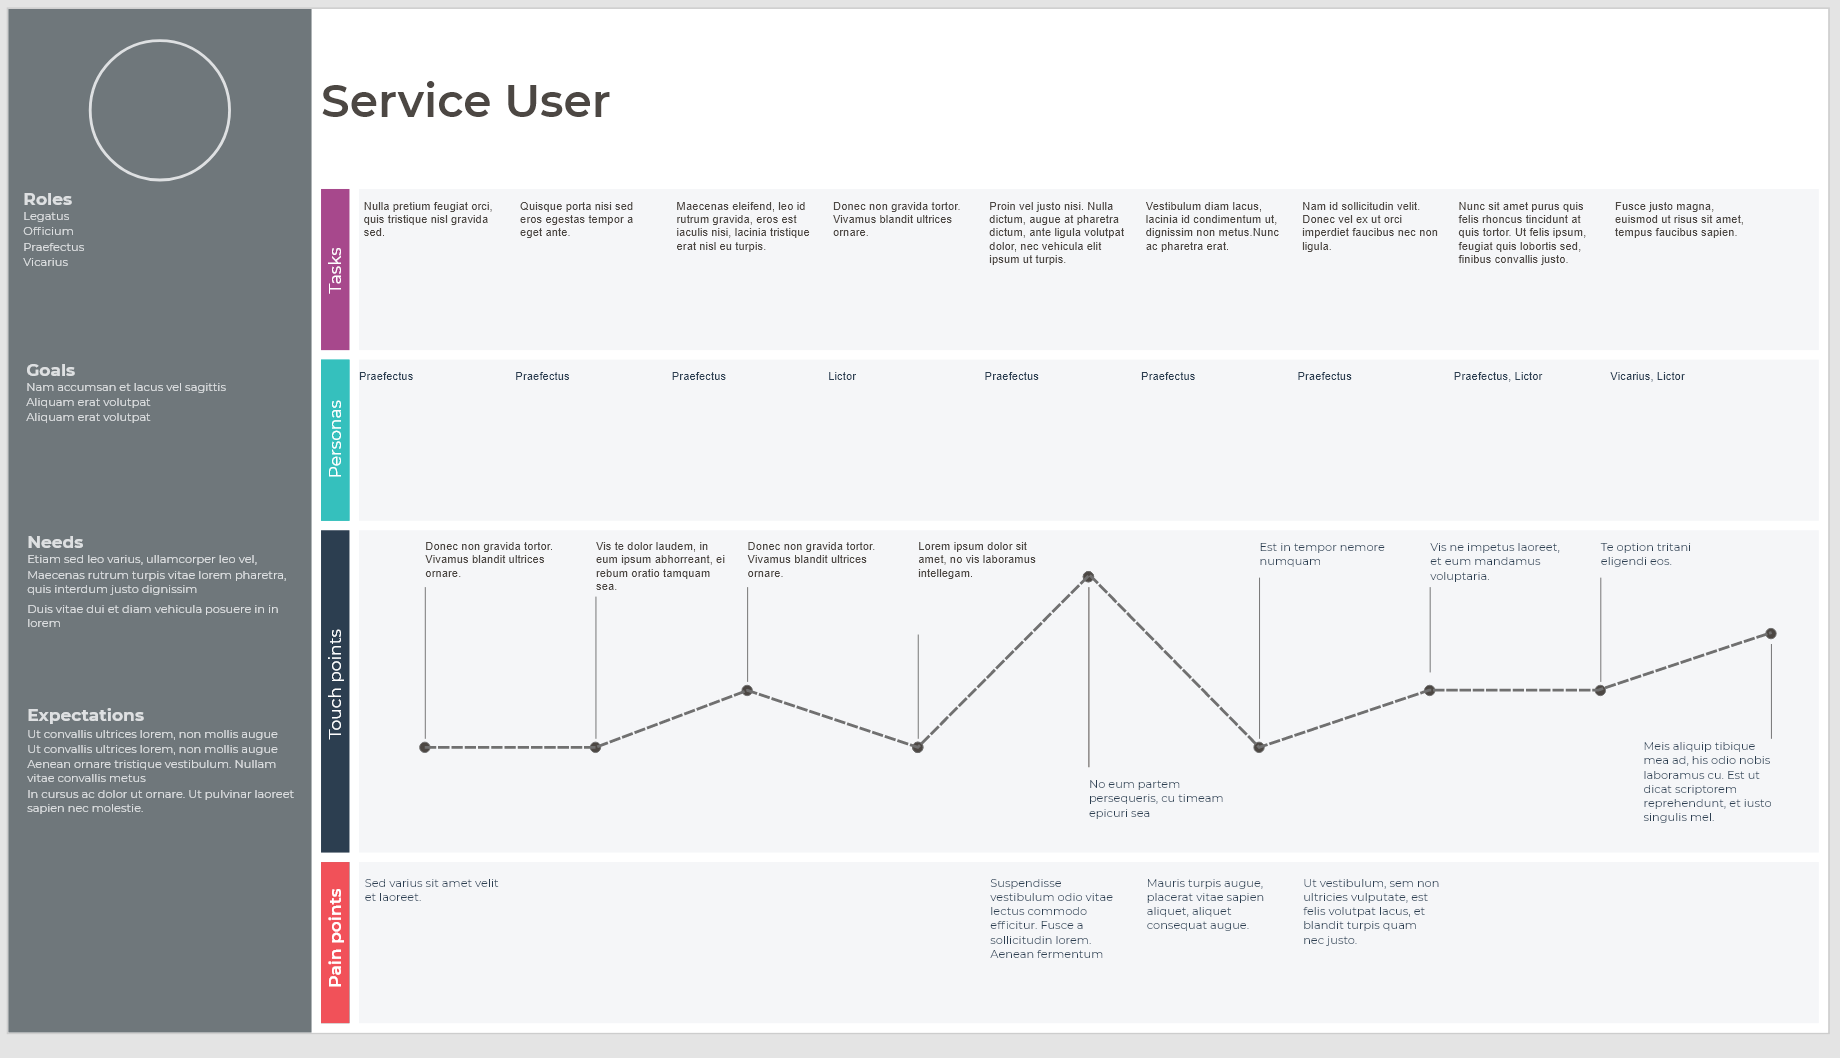 Service User
Roles
Legatus
Officium
Praefectus
Vicarius
Goals
Nam accumsan et lacus vel sagittis
Aliquam erat volutpat
Aliquam erat volutpat
Needs
Etiam sed leo varius, ullamcorper leo vel,
Maecenas rutrum turpis vitae lorem pharetra,
quis interdum justo dignissim
Duis vitae dui et diam vehicula posuere in in
lorem
Expectations
Ut convallis ultrices lorem, non mollis augue
Ut convallis ultrices lorem, non mollis augue
Aenean ornare tristique vestibulum. Nullam
vitae convallis metus
In cursus ac dolor ut ornare. Ut pulvinar laoreet
sapien nec molestie.
Tasks
Nulla pretium feugiat orci,
quis tristique nisl gravida
sed.
Quisque porta nisi sed
eros egestas tempor a
eget ante.
Maecenas eleifend, leo id
rutrum gravida, eros est
iaculis nisi, lacinia tristique
erat nisl eu turpis.
Donec non gravida tortor.
Vivamus blandit ultrices
ornare.
Proin vel justo nisi. Nulla
dictum, augue at pharetra
dictum, ante ligula volutpat
dolor, nec vehicula elit
ipsum ut turpis.
Vestibulum diam lacus,
lacinia id condimentum ut,
dignissim non metus.Nunc
ac pharetra erat.
Nam id sollicitudin velit.
Donec vel ex ut orci
imperdiet faucibus nec non
ligula.
Nunc sit amet purus quis
felis rhoncus tincidunt at
quis tortor. Ut felis ipsum,
feugiat quis lobortis sed,
finibus convallis justo.
Fusce justo magna,
euismod ut risus sit amet,
tempus faucibus sapien.
Personas
Praefectus
Praefectus
Praefectus
Lictor
Praefectus
Praefectus
Praefectus
Praefectus, Lictor
Vicarius, Lictor
Touch points
Donec non gravida tortor.
Vivamus blandit ultrices
ornare.
Vis te dolor laudem, in
eum ipsum abhorreant, ei
rebum oratio tamquam
sea.
Donec non gravida tortor.
Vivamus blandit ultrices
ornare.
Lorem ipsum dolor sit
amet, no vis laboramus
intellegam.
No eum partem
persequeris, cu timeam
epicuri sea
Est in tempor nemore
numquam
Vis ne impetus laoreet,
et eum mandamus
voluptaria.
Te option tritani
eligendi eos.
Meis aliquip tibique
mea ad, his odio nobis
laboramus cu. Est ut
dicat scriptorem
reprehendunt, et iusto
singulis mel.
Pain points
Sed varius sit amet velit
et laoreet.
Suspendisse
vestibulum odio vitae
lectus commodo
efficitur. Fusce a
sollicitudin lorem.
Aenean fermentum
Mauris turpis augue,
placerat vitae sapien
aliquet, aliquet
consequat augue.
Ut vestibulum, sem non
ultricies vulputate, est
felis volutpat lacus, et
blandit turpis quam
nec justo.